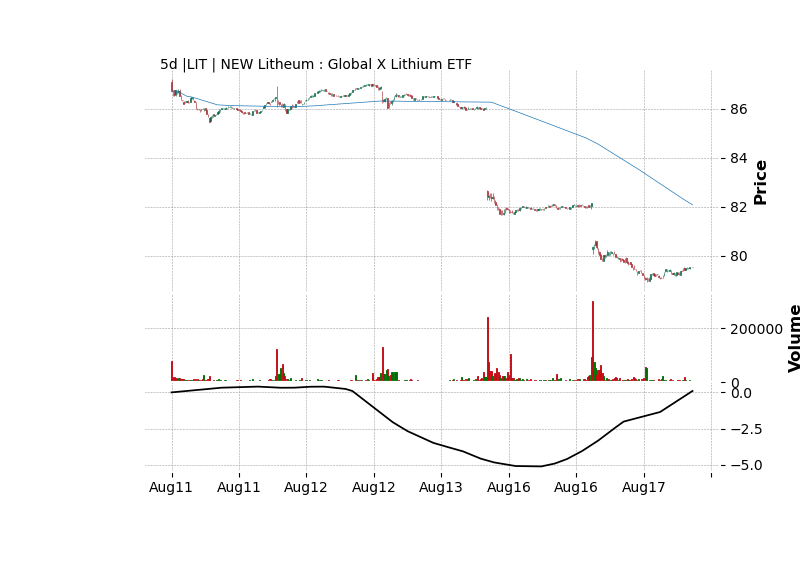 5d |LIT | NEW Litheum : Global X Lithium ETF
86
84
82
80
Price
200000
0
Volume
0.0
−2.5
−5.0
Aug11 Aug11 Aug12 Aug12 Aug13 Aug16 Aug16 Aug17